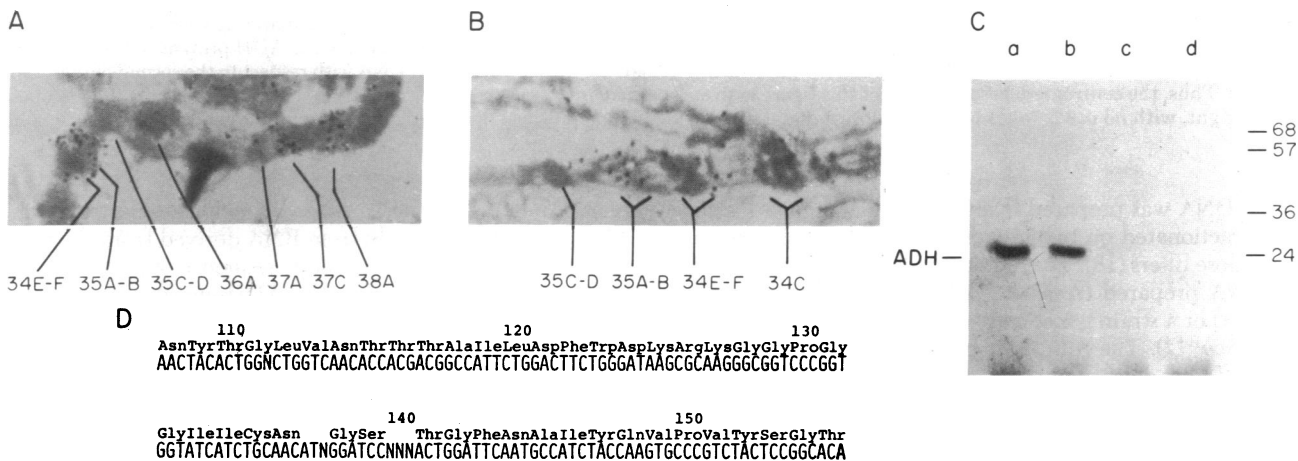 A
B
C
a b c d
68
57
36
24
ADH
34E-F 35A-B 35C-D 36A 37A 37C 38A
35C-D 35A-B 34E-F 34C
D
110 120 130
AsnTyrThrGlyLeuValAsnThrThrThrAlaIleLeuAspPheTrpAspLysArgLysGlyGlyProGly
AACTACACTGGNCTGGTCAACACCACGACGGCCATTCTGGACTTCTGGGATAAGCGCAAGGGCGGTCCCGGT
140 150
GlyIleIleCysAsn GlySer ThrGlyPheAsnAlaIleTyrGlnValProValTyrSerGlyThr
GGTATCATCTGCAACATNGGATCCNNNACTGGATTCAATGCCATCTACCAAGTGCCCGTCTACTCCGGCACA